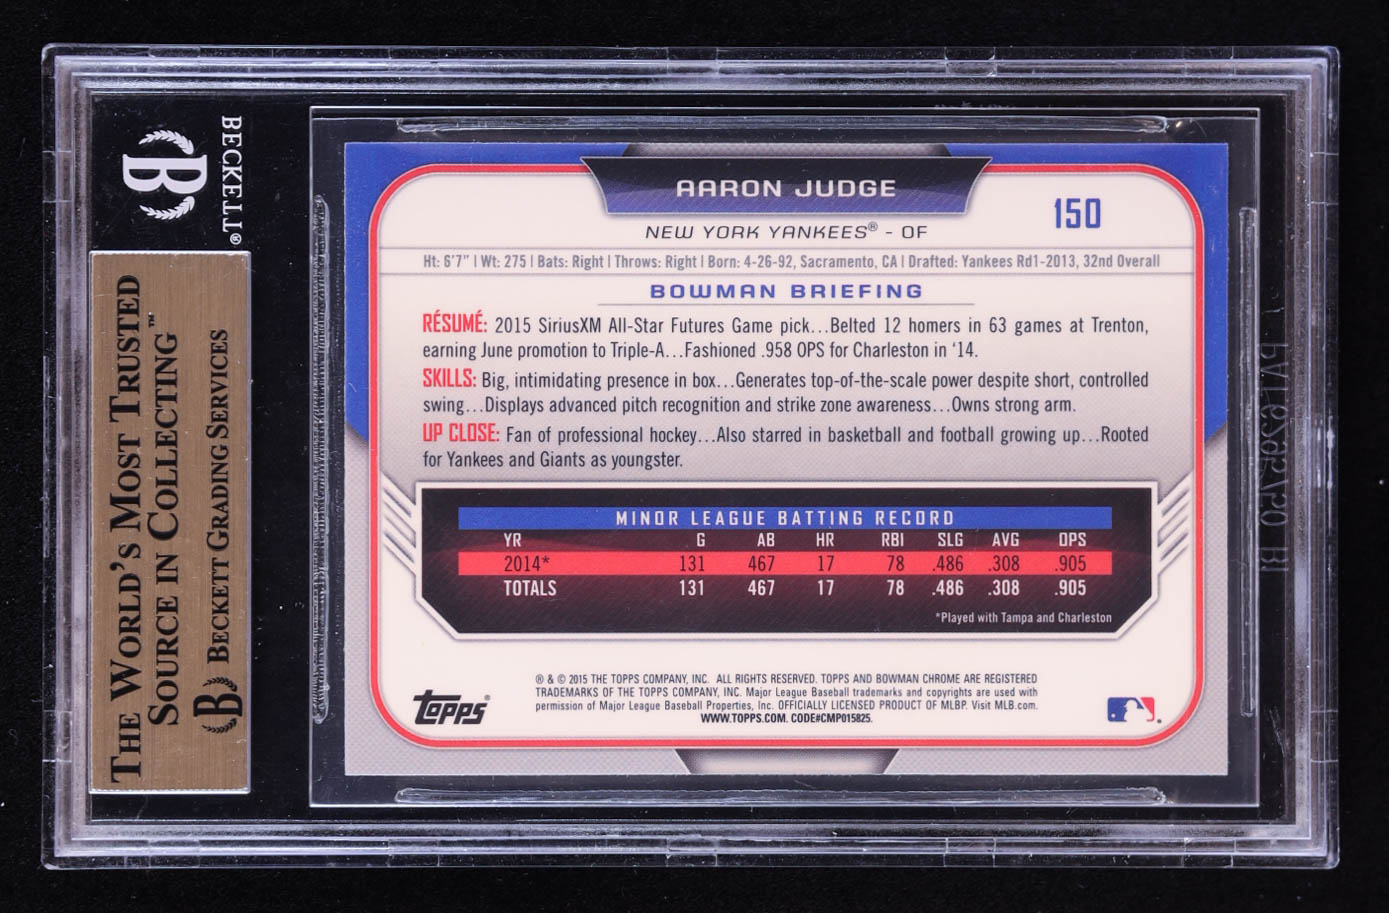 BECKETT®
B
THE WORLD'S MOST TRUSTED
SOURCE IN COLLECTING™
B BECKETT GRADING SERVICES
AARON JUDGE
150
NEW YORK YANKEES® - OF
Ht: 6'7" | Wt: 275 | Bats: Right | Throws: Right | Born: 4-26-92, Sacramento, CA | Drafted: Yankees Rd1-2013, 32nd Overall
BOWMAN BRIEFING
RÉSUMÉ: 2015 SiriusXM All-Star Futures Game pick...Belted 12 homers in 63 games at Trenton,
earning June promotion to Triple-A...Fashioned .958 OPS for Charleston in '14.
SKILLS: Big, intimidating presence in box...Generates top-of-the-scale power despite short, controlled
swing...Displays advanced pitch recognition and strike zone awareness...Owns strong arm.
UP CLOSE: Fan of professional hockey...Also starred in basketball and football growing up...Rooted
for Yankees and Giants as youngster.
MINOR LEAGUE BATTING RECORD
YR G AB HR RBI SLG AVG OPS
2014* 131 467 17 78 .486 .308 .905
TOTALS 131 467 17 78 .486 .308 .905
*Played with Tampa and Charleston
® & © 2015 THE TOPPS COMPANY, INC. ALL RIGHTS RESERVED. TOPPS AND BOWMAN CHROME ARE REGISTERED
TRADEMARKS OF THE TOPPS COMPANY, INC. Major League Baseball trademarks and copyrights are used with
permission of Major League Baseball Properties, Inc. OFFICIALLY LICENSED PRODUCT OF MLBP. Visit MLB.com.
WWW.TOPPS.COM. CODE#CMP015825.
Topps®